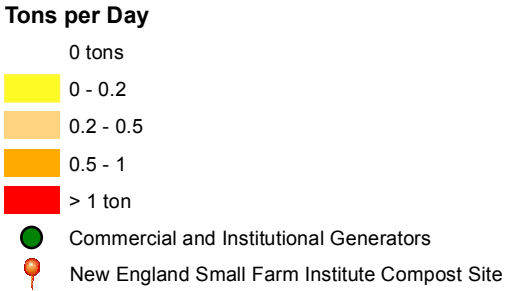 Tons per Day
0 tons
0 - 0.2
0.2 - 0.5
0.5 - 1
> 1 ton
Commercial and Institutional Generators
New England Small Farm Institute Compost Site